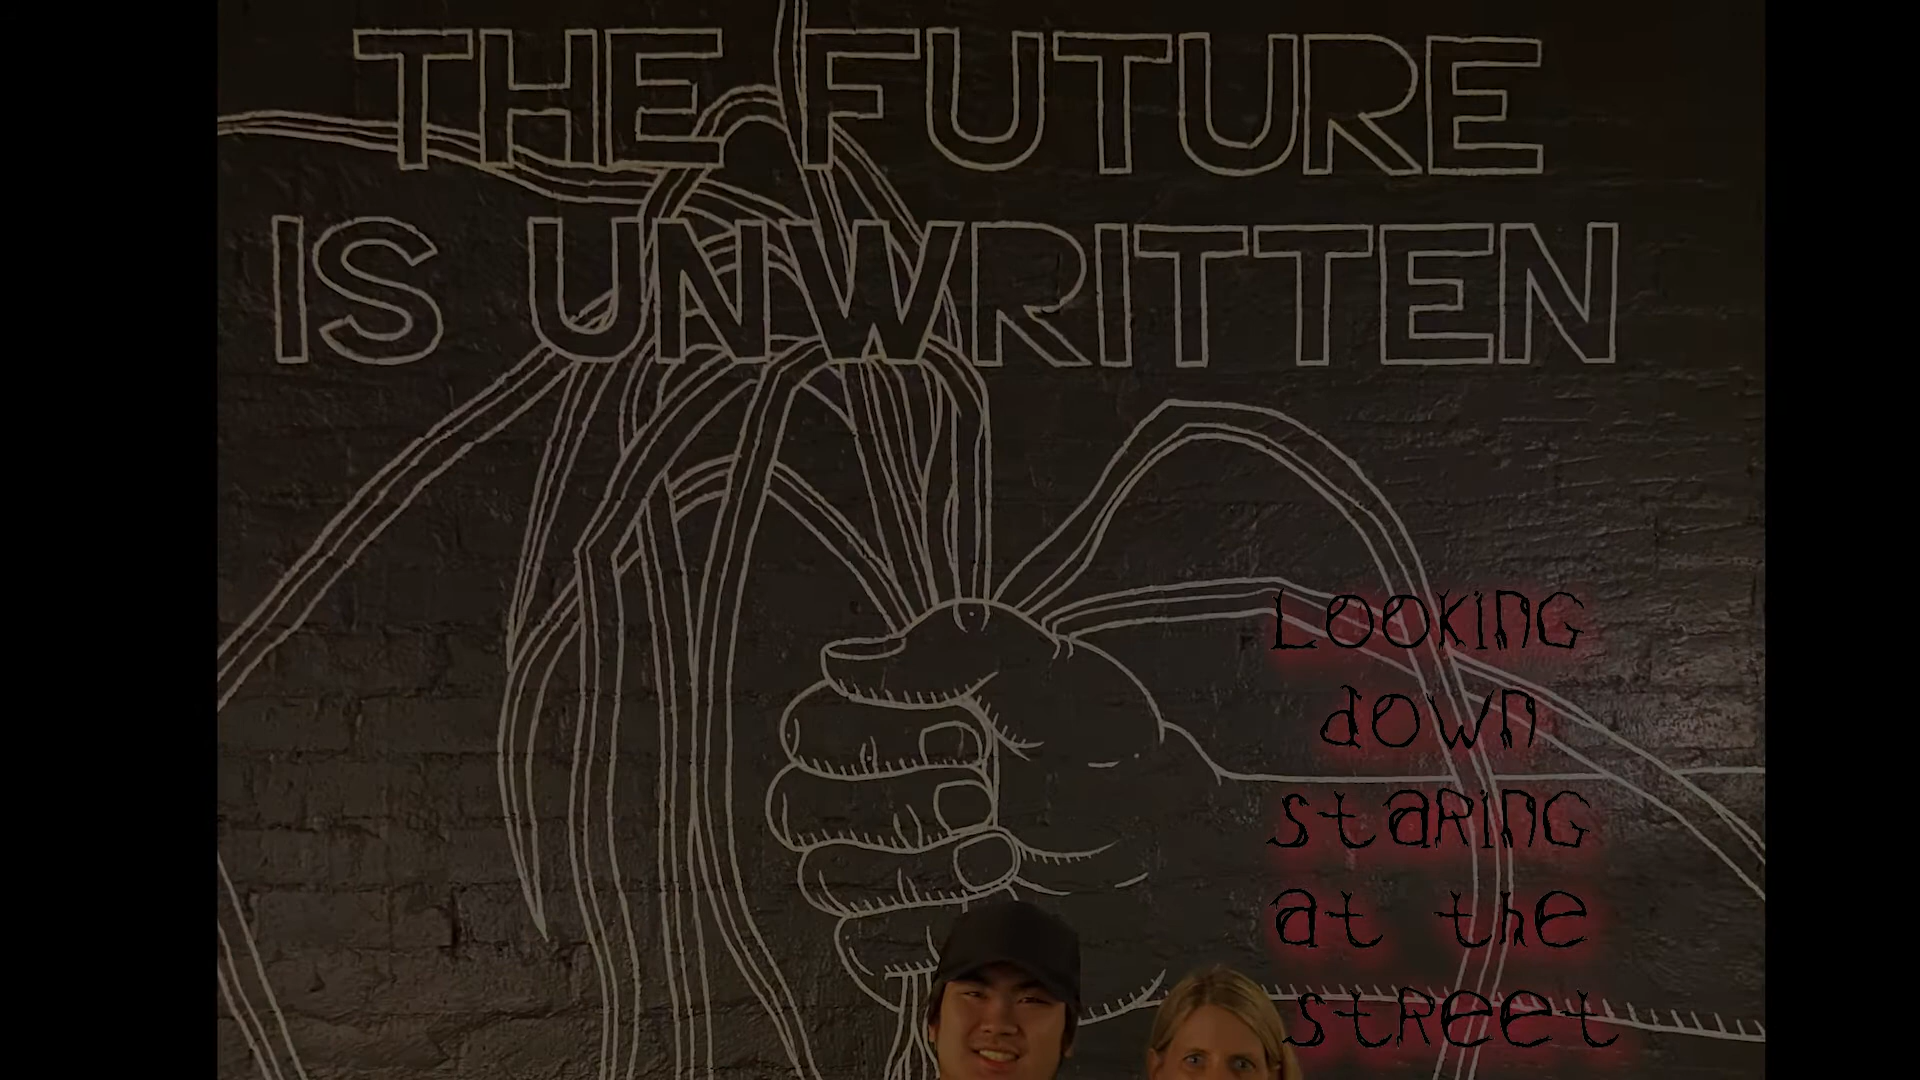 THE FUTURE
IS UNWRITTEN
LOOKING
down
staRING
at the
stReet